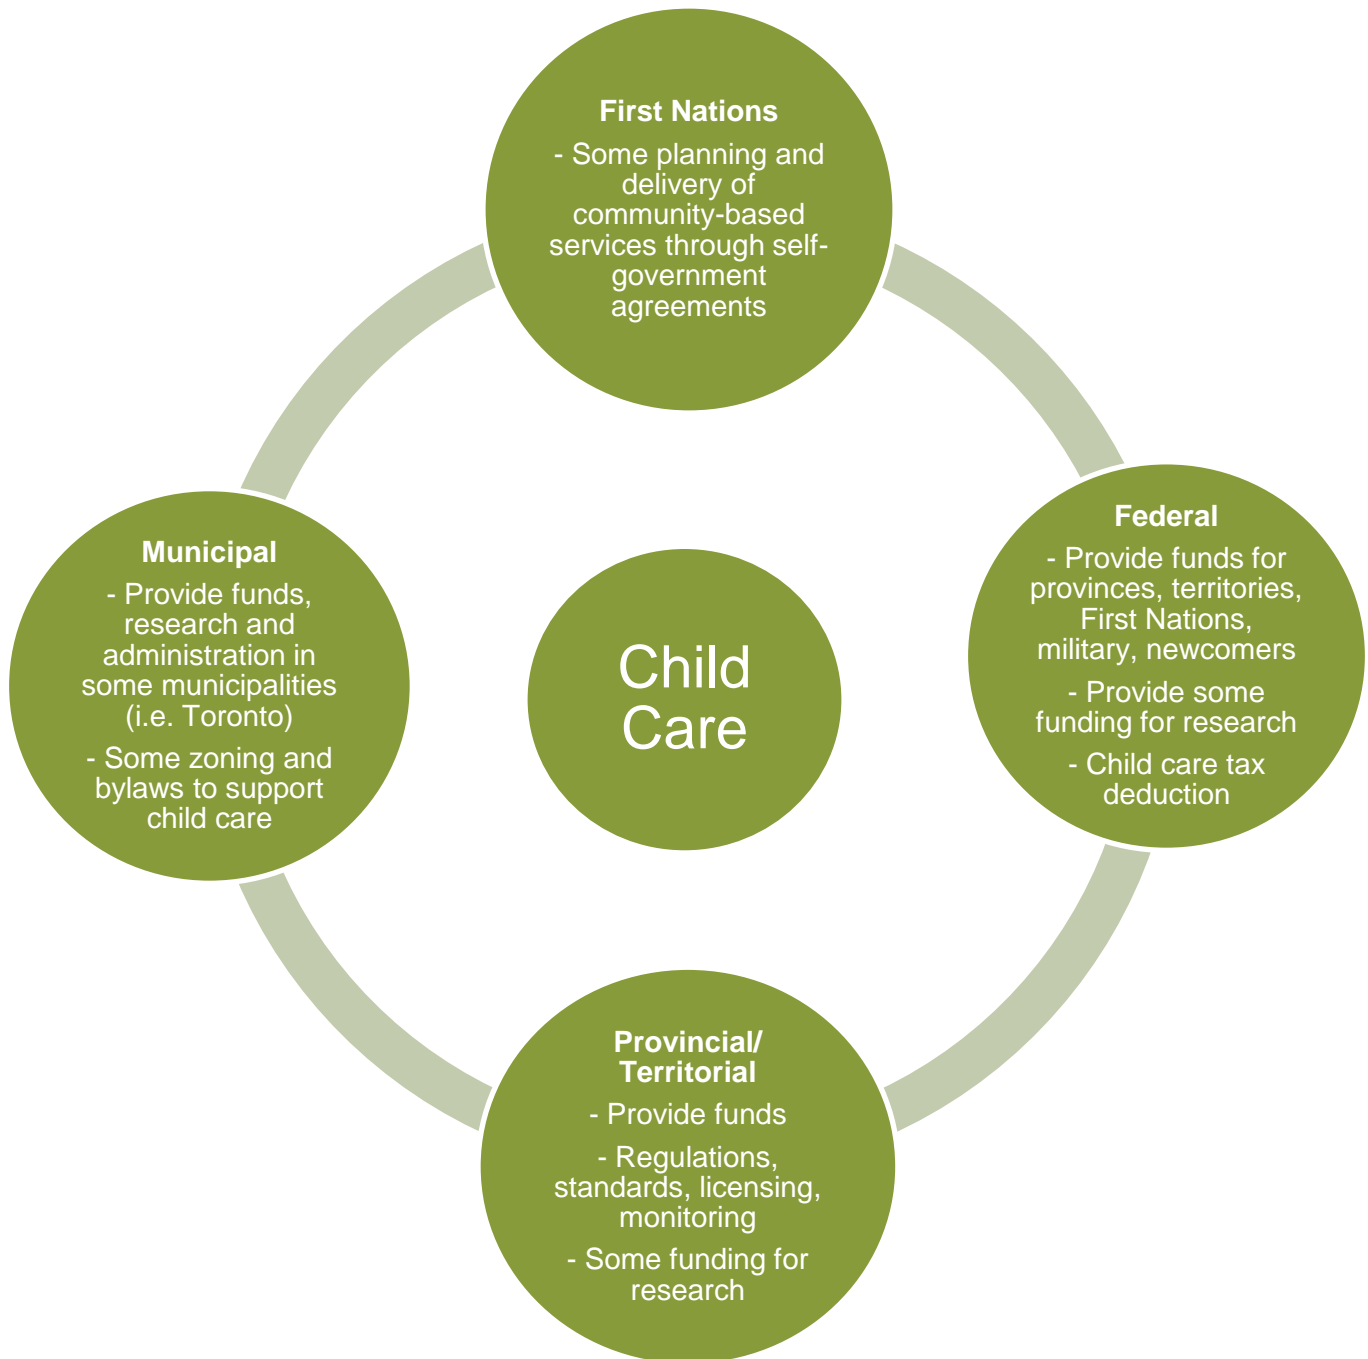 First Nations
- Some planning and
delivery of
community-based
services through self-
government
agreements
Municipal
- Provide funds,
research and
administration in
some municipalities
(i.e. Toronto)
- Some zoning and
bylaws to support
child care
Child
Care
Federal
- Provide funds for
provinces, territories,
First Nations,
military, newcomers
- Provide some
funding for research
- Child care tax
deduction
Provincial/
Territorial
- Provide funds
- Regulations,
standards, licensing,
monitoring
- Some funding for
research